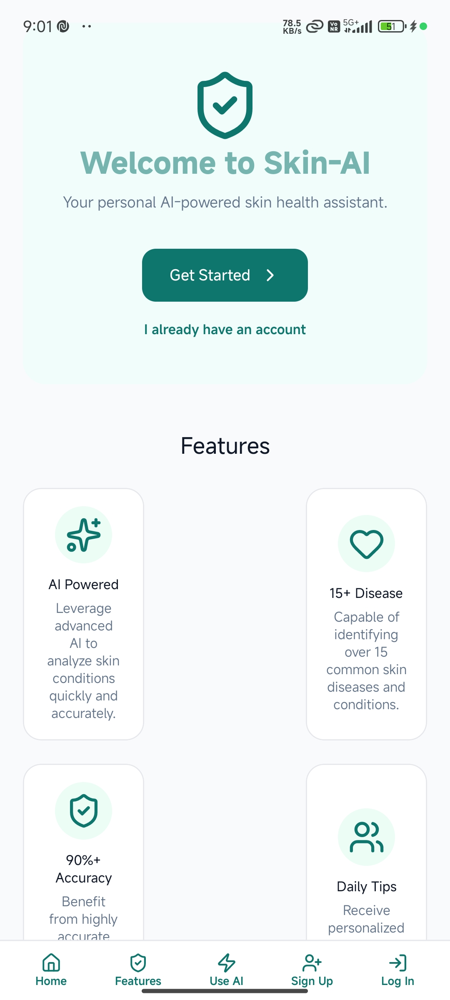 9:01
78.5
KB/s
Vo
NR
5G+
51
Welcome to Skin-AI
Your personal AI-powered skin health assistant.
Get Started
I already have an account
Features
AI Powered
Leverage
advanced
AI to
analyze skin
conditions
quickly and
accurately.
15+ Disease
Capable of
identifying
over 15
common skin
diseases and
conditions.
90%+
Accuracy
Benefit
from highly
accurate
Daily Tips
Receive
personalized
Home
Features
Use AI
Sign Up
Log In